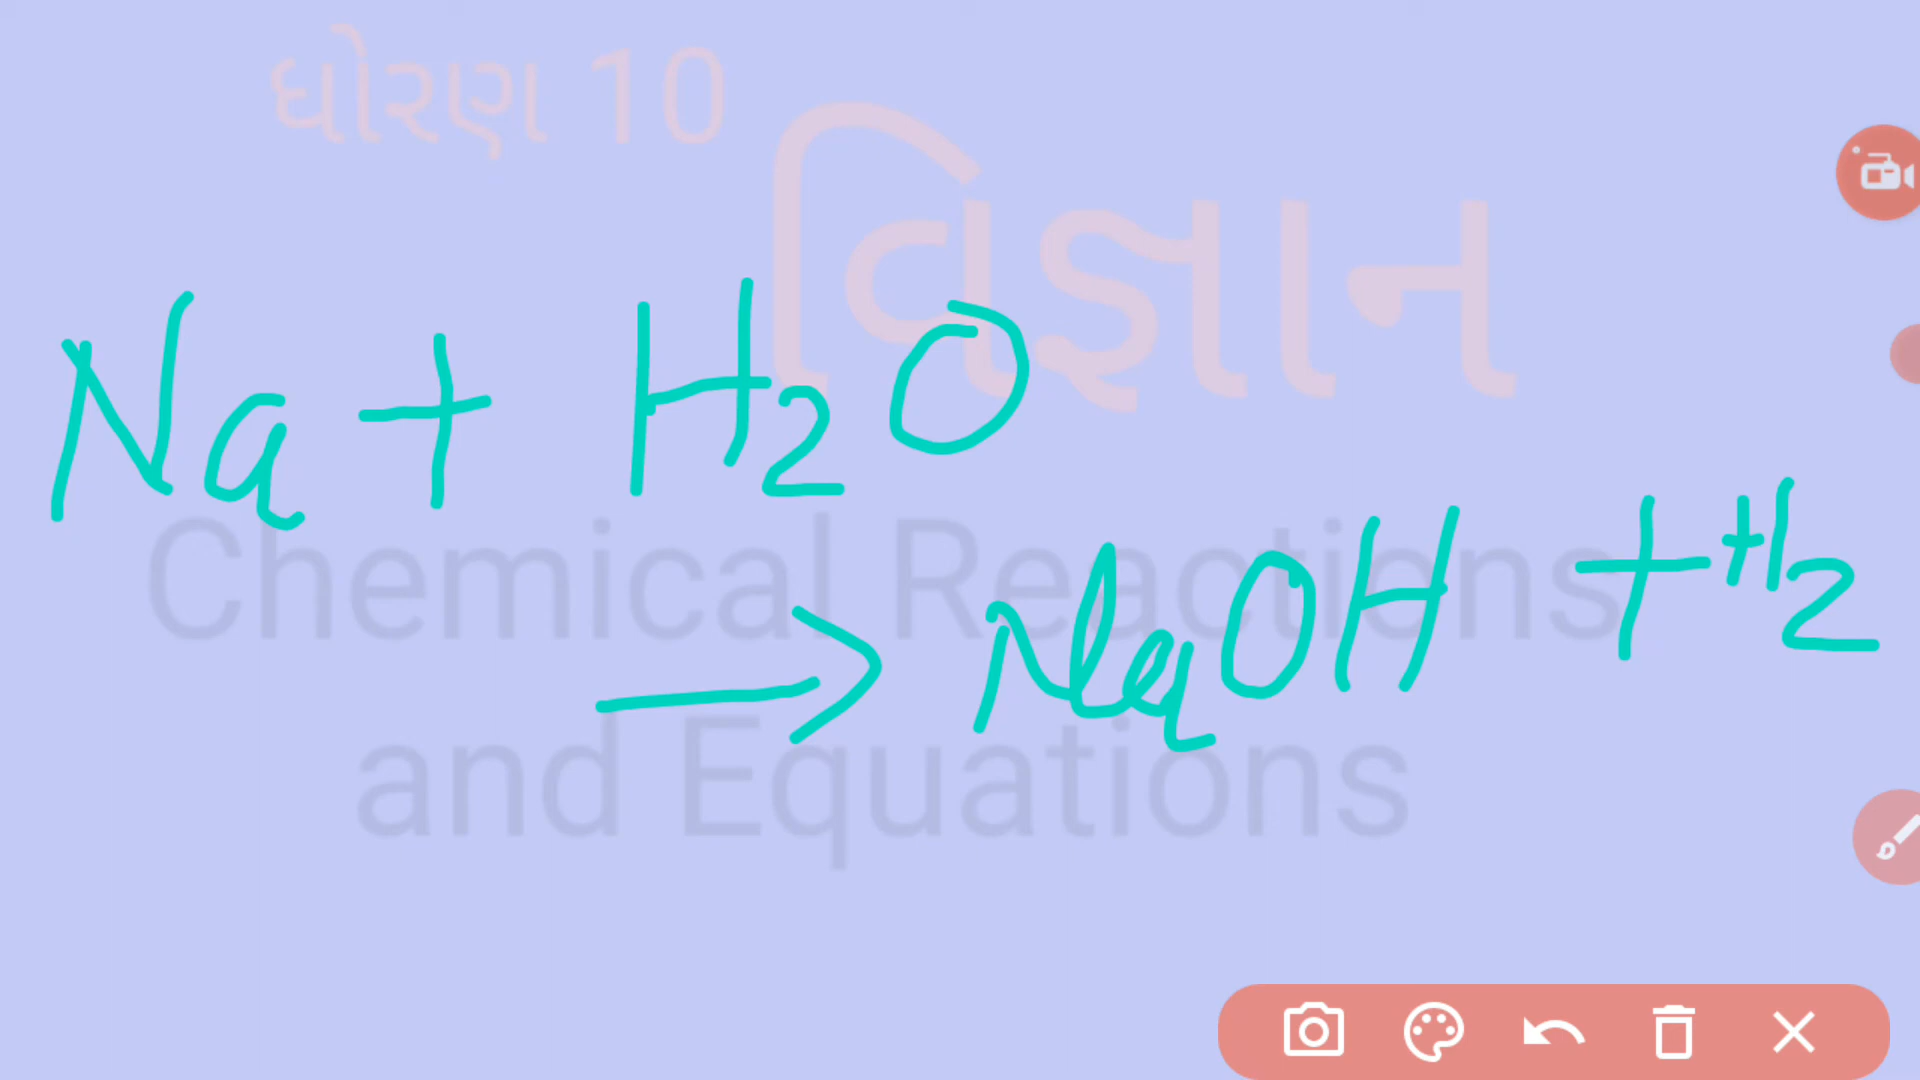 ધોરણ 10
વિજ્ઞાન
Na + H2O
→ NaOH + H2
Chemical Reactions
and Equations